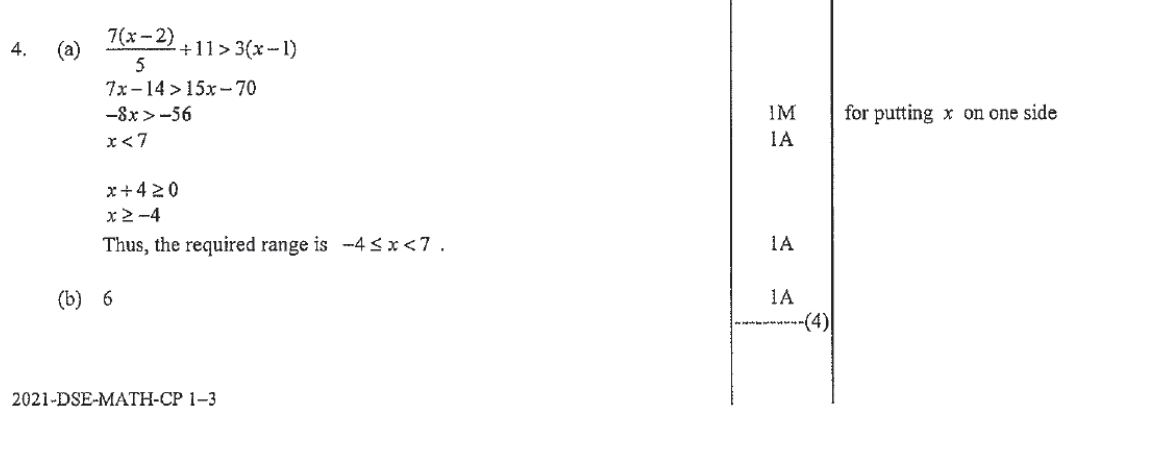 4. (a) 7(x−2)/5 + 11 > 3(x−1)
7x − 14 > 15x − 70
−8x > −56 1M for putting x on one side
x < 7 1A
x + 4 ≥ 0
x ≥ −4
Thus, the required range is −4 ≤ x < 7 . 1A
(b) 6 1A
----------(4)
2021-DSE-MATH-CP 1–3